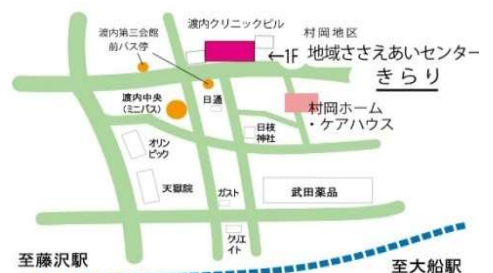 渡内クリニックビル
村岡地区
渡内第三会館
前バス停
←1F 地域ささえあいセンター
きらり
渡内中央
(ミニバス)
日通
村岡ホーム
・ケアハウス
日枝
神社
オリン
ピック
天嶽院
ガスト
武田薬品
クリエ
イト
至藤沢駅
至大船駅